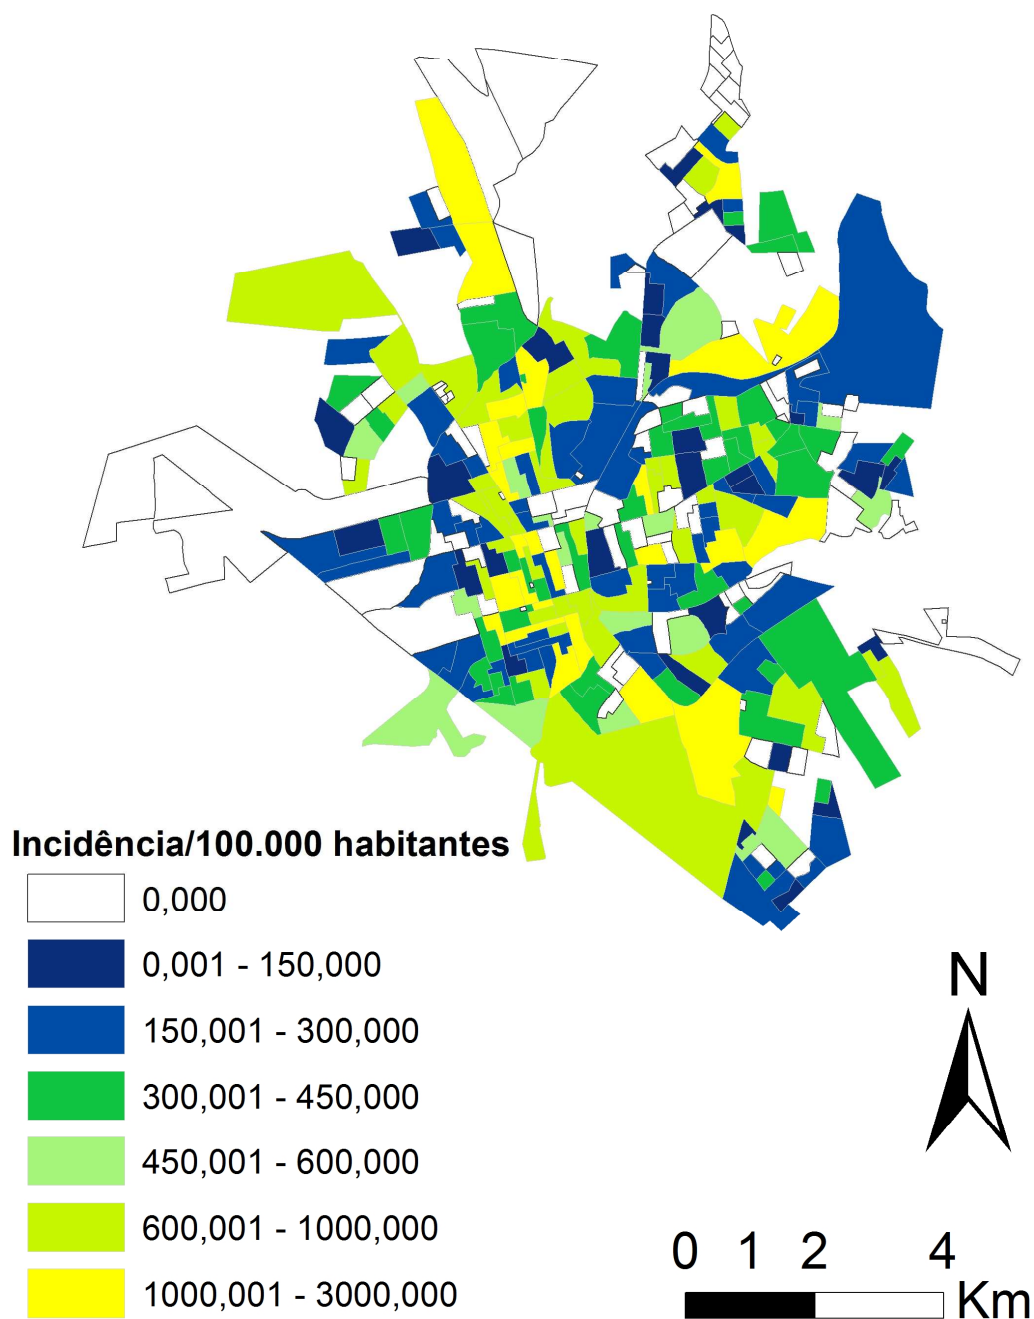 Incidência/100.000 habitantes
0,000
0,001 - 150,000
150,001 - 300,000
300,001 - 450,000
450,001 - 600,000
600,001 - 1000,000
1000,001 - 3000,000
N
0 1 2 4
Km